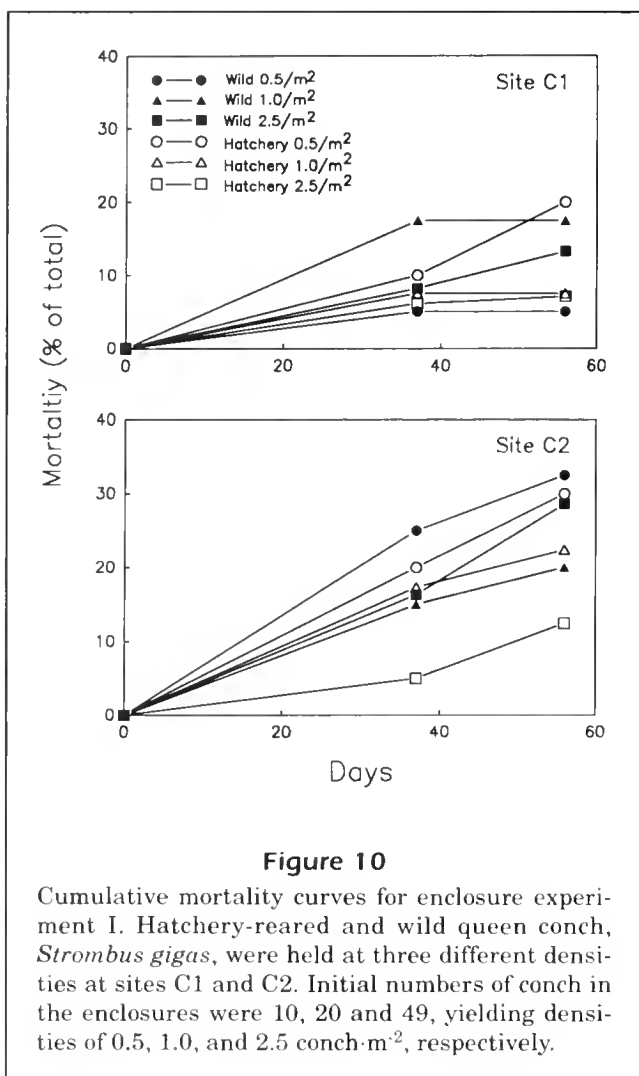 40
30
20
10
0
Site C1
●—● Wild 0.5/m²
▲—▲ Wild 1.0/m²
■—■ Wild 2.5/m²
○—○ Hatchery 0.5/m²
△—△ Hatchery 1.0/m²
□—□ Hatchery 2.5/m²
0 20 40 60
Mortaltiy (% of total)
40
30
20
10
0
Site C2
0 20 40 60
Days
Figure 10
Cumulative mortality curves for enclosure experi-
ment I. Hatchery-reared and wild queen conch,
Strombus gigas, were held at three different densi-
ties at sites C1 and C2. Initial numbers of conch in
the enclosures were 10, 20 and 49, yielding densi-
ties of 0.5, 1.0, and 2.5 conch·m⁻², respectively.